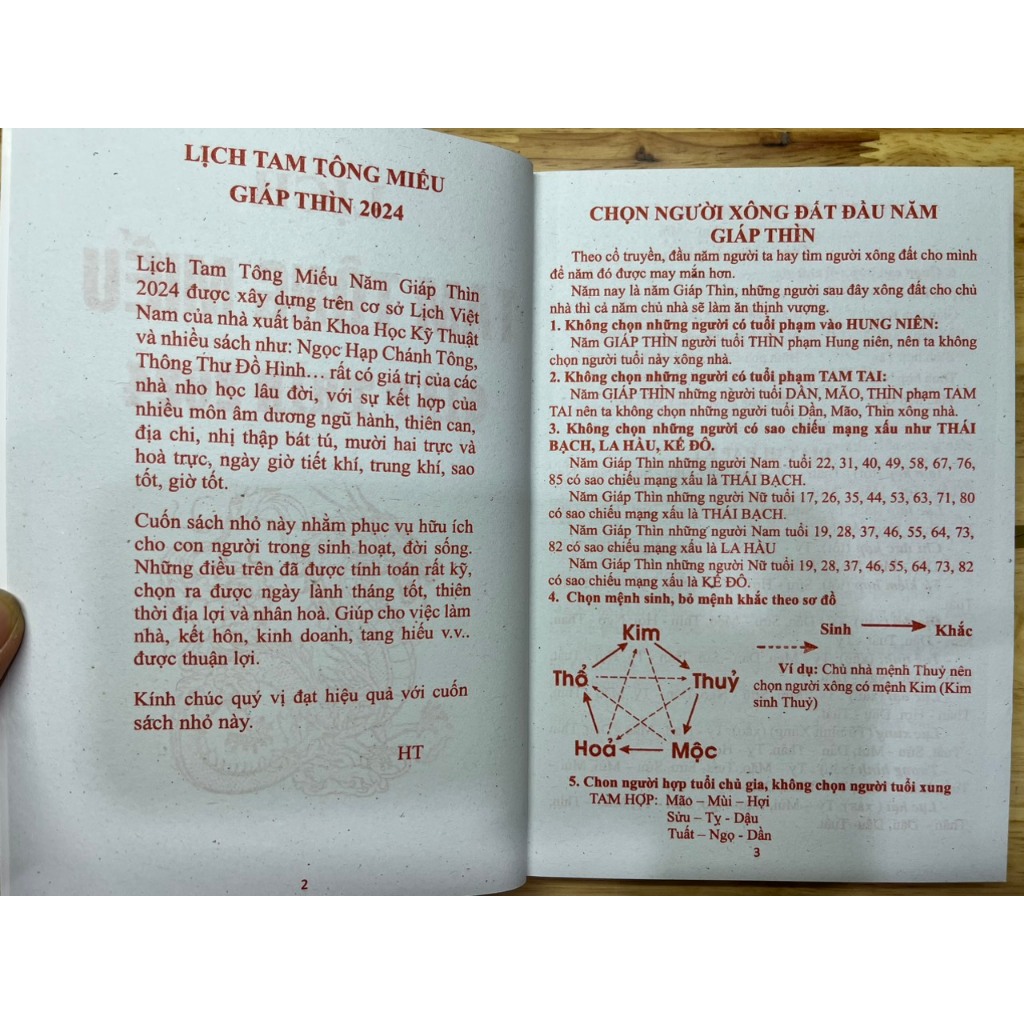 LỊCH TAM TÔNG MIẾU
GIÁP THÌN 2024
Lịch Tam Tông Miếu Năm Giáp Thìn
2024 được xây dựng trên cơ sở Lịch Việt
Nam của nhà xuất bản Khoa Học Kỹ Thuật
và nhiều sách như: Ngọc Hạp Chánh Tông,
Thông Thư Đồ Hình… rất có giá trị của các
nhà nho học lâu đời, với sự kết hợp của
nhiều môn âm dương ngũ hành, thiên can,
địa chi, nhị thập bát tú, mười hai trực và
hoả trực, ngày giờ tiết khí, trung khí, sao
tốt, giờ tốt.
Cuốn sách nhỏ này nhằm phục vụ hữu ích
cho con người trong sinh hoạt, đời sống.
Những điều trên đã được tính toán rất kỹ,
chọn ra được ngày lành tháng tốt, thiên
thời địa lợi và nhân hoà. Giúp cho việc làm
nhà, kết hôn, kinh doanh, tang hiếu v.v..
được thuận lợi.
Kính chúc quý vị đạt hiệu quả với cuốn
sách nhỏ này.
HT
2
CHỌN NGƯỜI XÔNG ĐẤT ĐẦU NĂM
GIÁP THÌN
Theo cổ truyền, đầu năm người ta hay tìm người xông đất cho mình
để năm đó được may mắn hơn.
Năm nay là năm Giáp Thìn, những người sau đây xông đất cho chủ
nhà thì cả năm chủ nhà sẽ làm ăn thịnh vượng.
1. Không chọn những người có tuổi phạm vào HUNG NIÊN:
Năm GIÁP THÌN người tuổi THÌN phạm Hung niên, nên ta không
chọn người tuổi này xông nhà.
2. Không chọn những người có tuổi phạm TAM TAI:
Năm GIÁP THÌN những người tuổi DẦN, MÃO, THÌN phạm TAM
TAI nên ta không chọn những người tuổi Dần, Mão, Thìn xông nhà.
3. Không chọn những người có sao chiếu mạng xấu như THÁI
BẠCH, LA HẦU, KẾ ĐÔ.
Năm Giáp Thìn những người Nam tuổi 22, 31, 40, 49, 58, 67, 76,
85 có sao chiếu mạng xấu là THÁI BẠCH.
Năm Giáp Thìn những người Nữ tuổi 17, 26, 35, 44, 53, 63, 71, 80
có sao chiếu mạng xấu là THÁI BẠCH.
Năm Giáp Thìn những người Nam tuổi 19, 28, 37, 46, 55, 64, 73,
82 có sao chiếu mạng xấu là LA HẦU
Năm Giáp Thìn những người Nữ tuổi 19, 28, 37, 46, 55, 64, 73, 82
có sao chiếu mạng xấu là KẾ ĐÔ.
4. Chọn mệnh sinh, bỏ mệnh khắc theo sơ đồ
Kim
Thổ
Thuỷ
Hoả
Mộc
Sinh
Khắc
Ví dụ: Chủ nhà mệnh Thuỷ nên
chọn người xông có mệnh Kim (Kim
sinh Thuỷ)
5. Chon người hợp tuổi chủ gia, không chọn người tuổi xung
TAM HỢP: Mão – Mùi – Hợi
Sửu – Tỵ – Dậu
Tuất – Ngọ - Dần
3